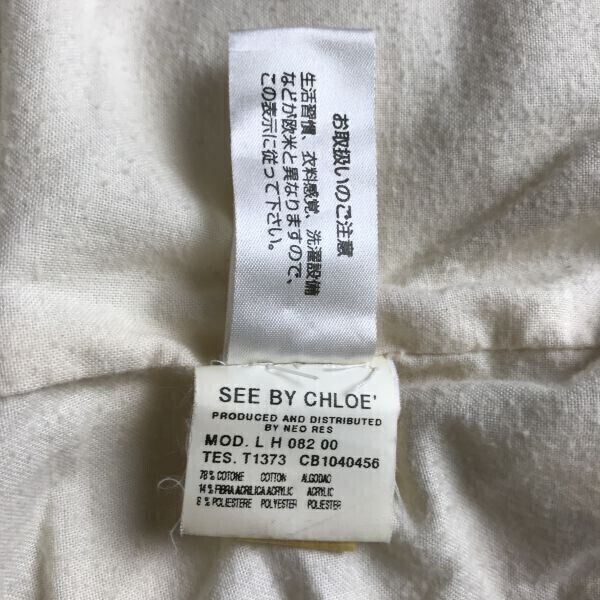 お取扱いのご注意
生活習慣、衣料感覚、洗濯設備
などが欧米と異なりますので、
この表示に従って下さい。
SEE BY CHLOE'
PRODUCED AND DISTRIBUTED
BY NEO RES
MOD. L H 082 00
TES. T1373 CB1040456
78% COTONE COTTON ALGODAO
14% FIBRA ACRILICA ACRYLIC ACRYLIC
8% POLIESTERE POLYESTER POLIESTER